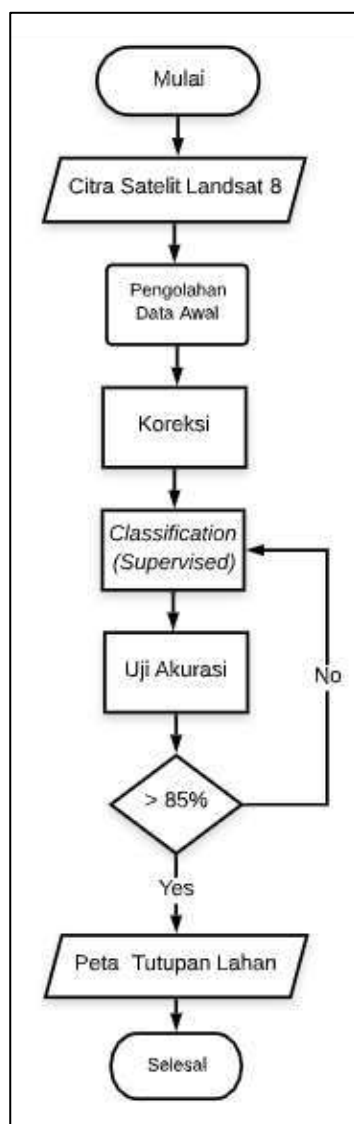 Mulai
Citra Satelit Landsat 8
Pengolahan
Data Awal
Koreksi
Classification
(Supervised)
Uji Akurasi
No
> 85%
Yes
Peta Tutupan Lahan
Selesal